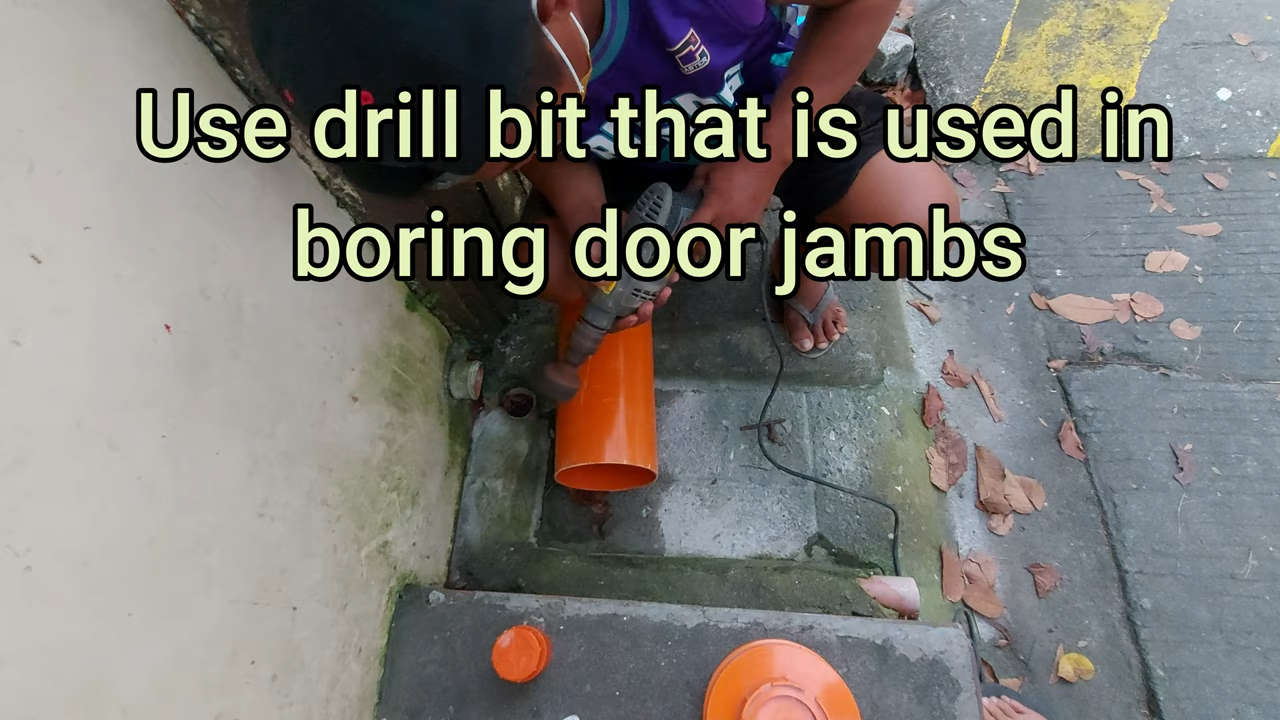 Use drill bit that is used in
boring door jambs